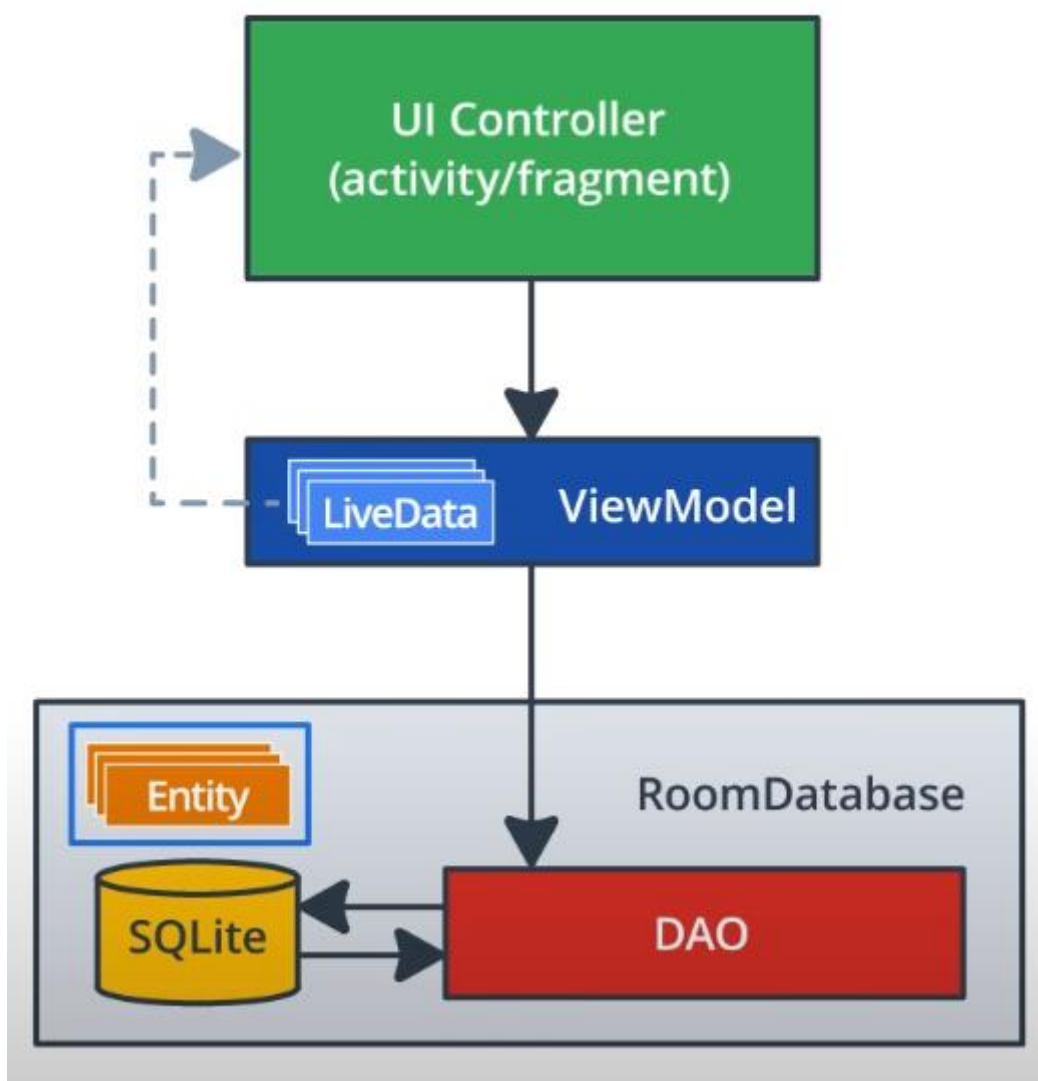 UI Controller
(activity/fragment)
LiveData
ViewModel
Entity
RoomDatabase
SQLite
DAO